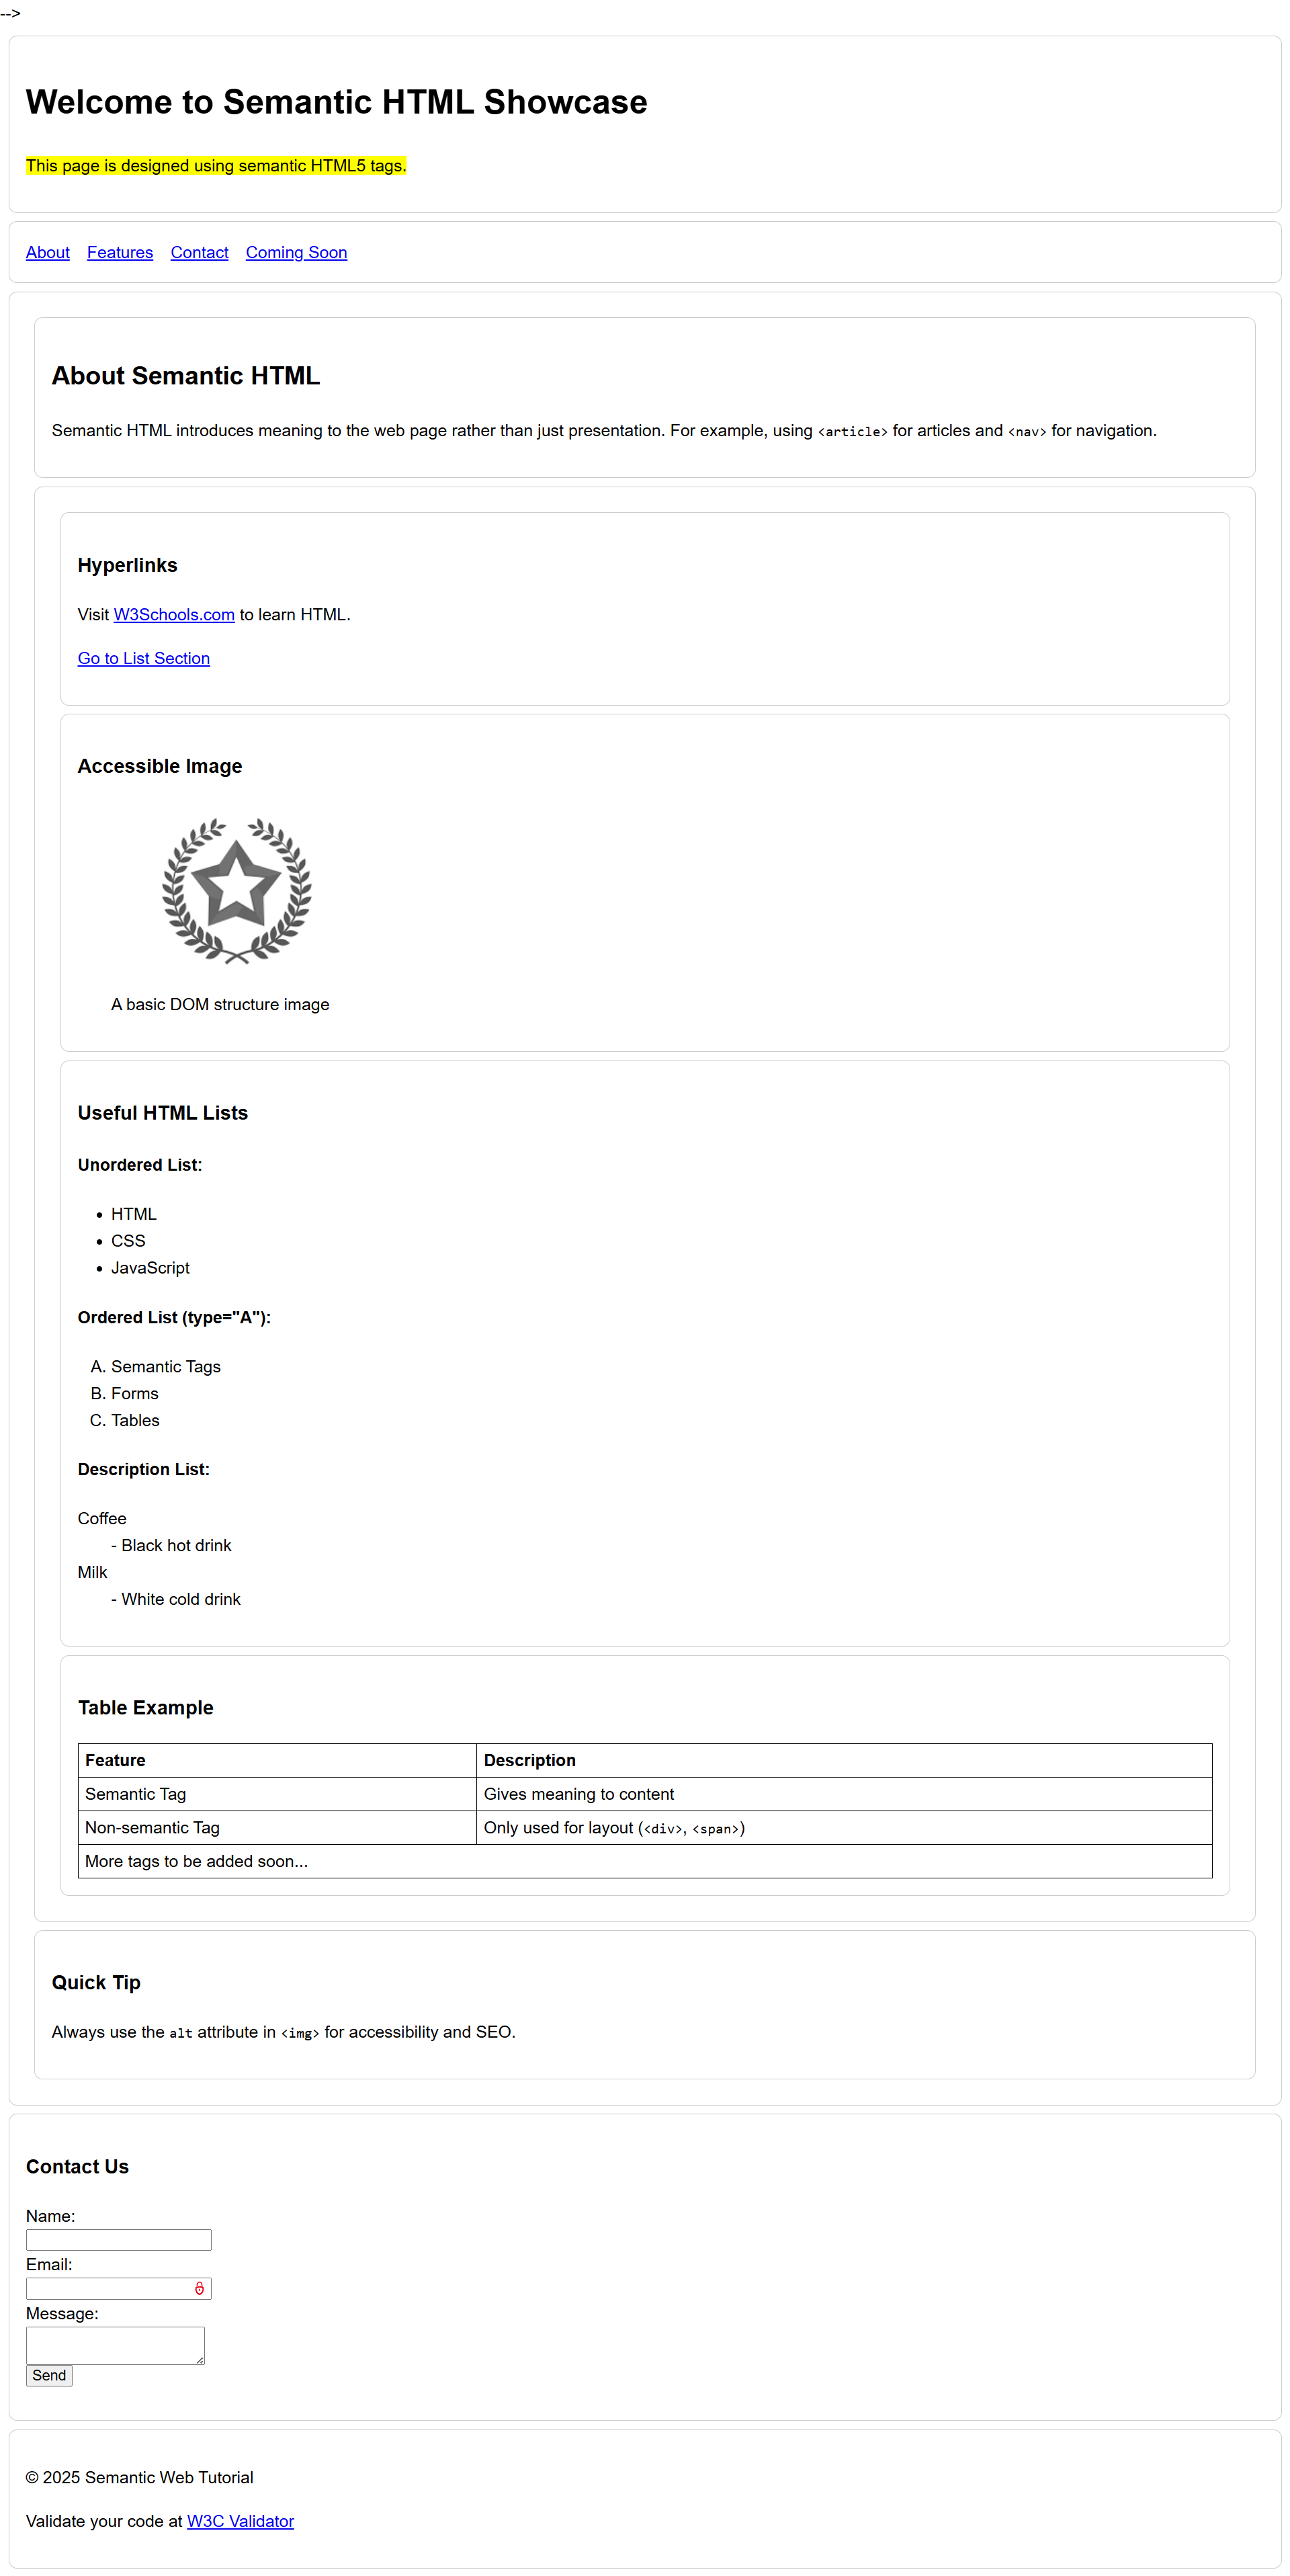 -->
Welcome to Semantic HTML Showcase
This page is designed using semantic HTML5 tags.
About Features Contact Coming Soon
About Semantic HTML
Semantic HTML introduces meaning to the web page rather than just presentation. For example, using <article> for articles and <nav> for navigation.
Hyperlinks
Visit W3Schools.com to learn HTML.
Go to List Section
Accessible Image
A basic DOM structure image
Useful HTML Lists
Unordered List:
• HTML
• CSS
• JavaScript
Ordered List (type="A"):
A. Semantic Tags
B. Forms
C. Tables
Description List:
Coffee
- Black hot drink
Milk
- White cold drink
Table Example
Feature Description
Semantic Tag Gives meaning to content
Non-semantic Tag Only used for layout (<div>, <span>)
More tags to be added soon...
Quick Tip
Always use the alt attribute in <img> for accessibility and SEO.
Contact Us
Name:
Email:
Message:
Send
© 2025 Semantic Web Tutorial
Validate your code at W3C Validator